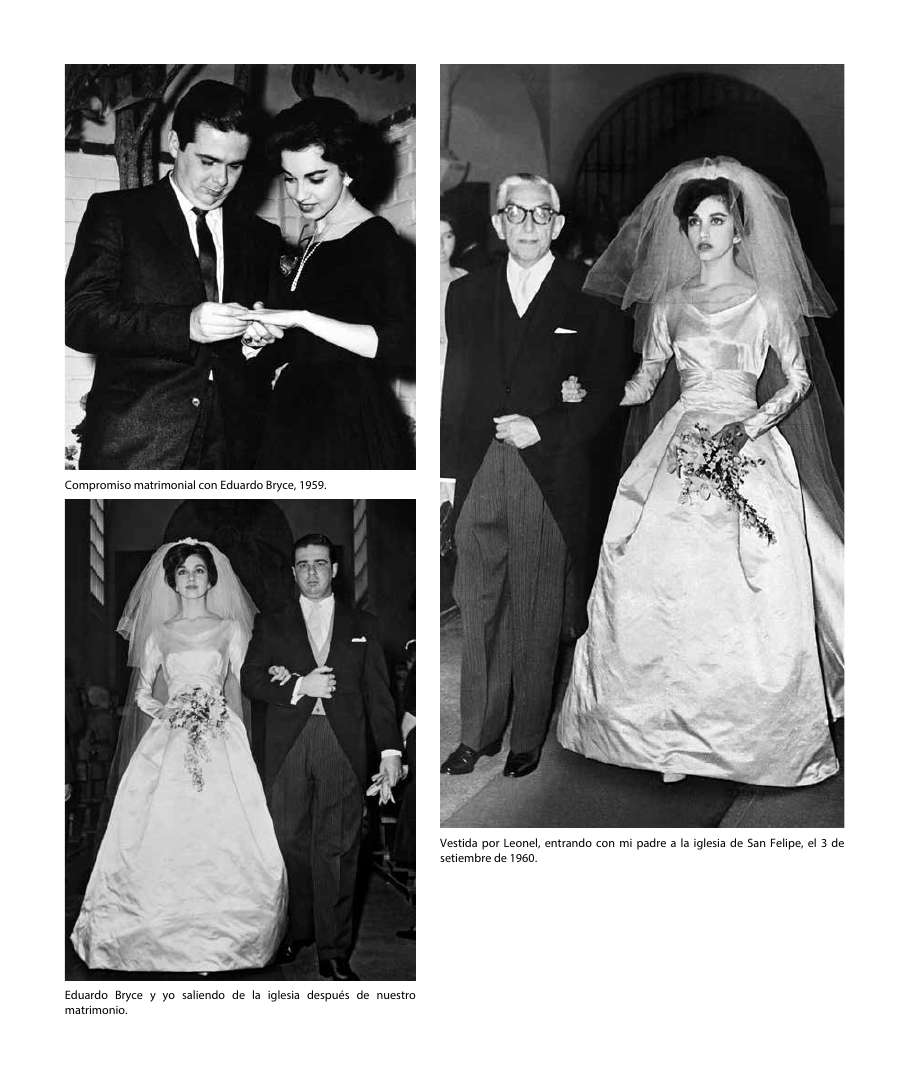 Compromiso matrimonial con Eduardo Bryce, 1959.
Eduardo Bryce y yo saliendo de la iglesia después de nuestro
matrimonio.
Vestida por Leonel, entrando con mi padre a la iglesia de San Felipe, el 3 de
setiembre de 1960.